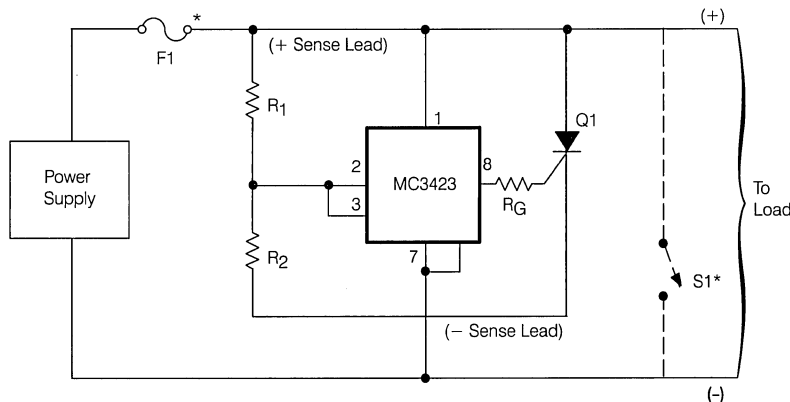 *
(+)
F1
(+ Sense Lead)
R1
1
Q1
2
8
Power
Supply
MC3423
3
RG
To
Load
R2
7
S1*
(– Sense Lead)
(-)